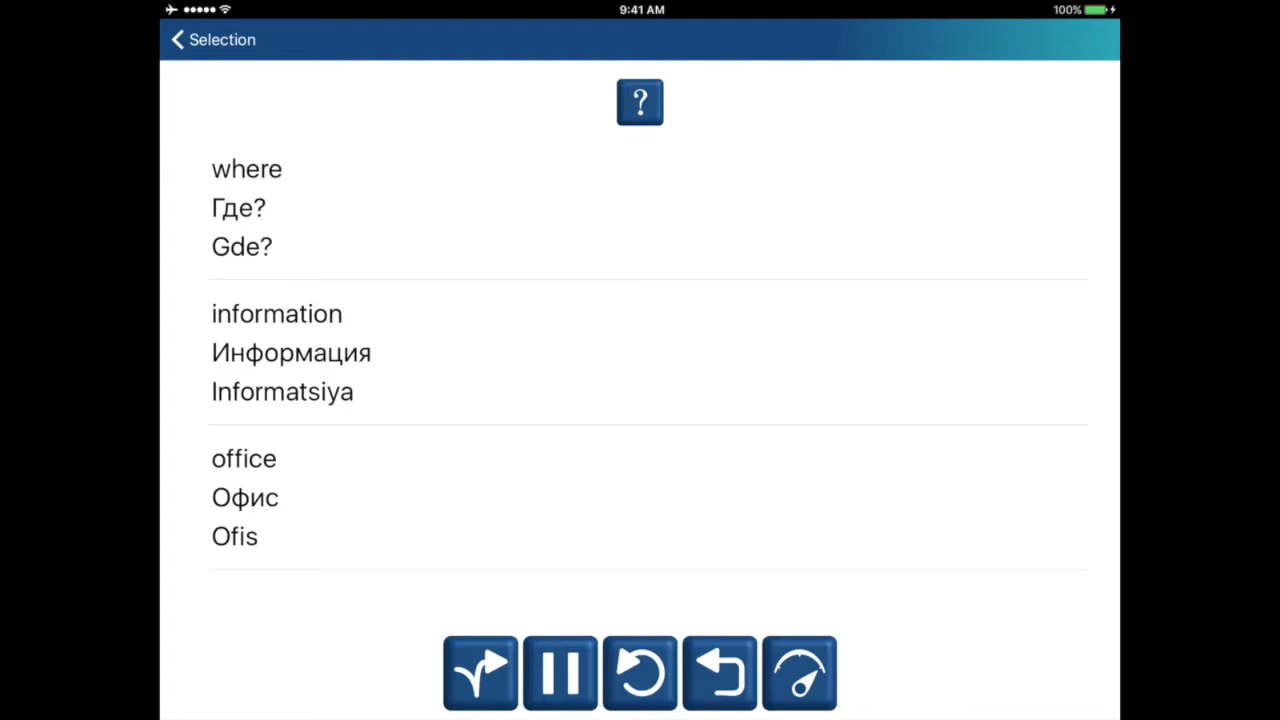 9:41 AM
100%
Selection
?
where
Где?
Gde?
information
Информация
Informatsiya
office
Офис
Ofis